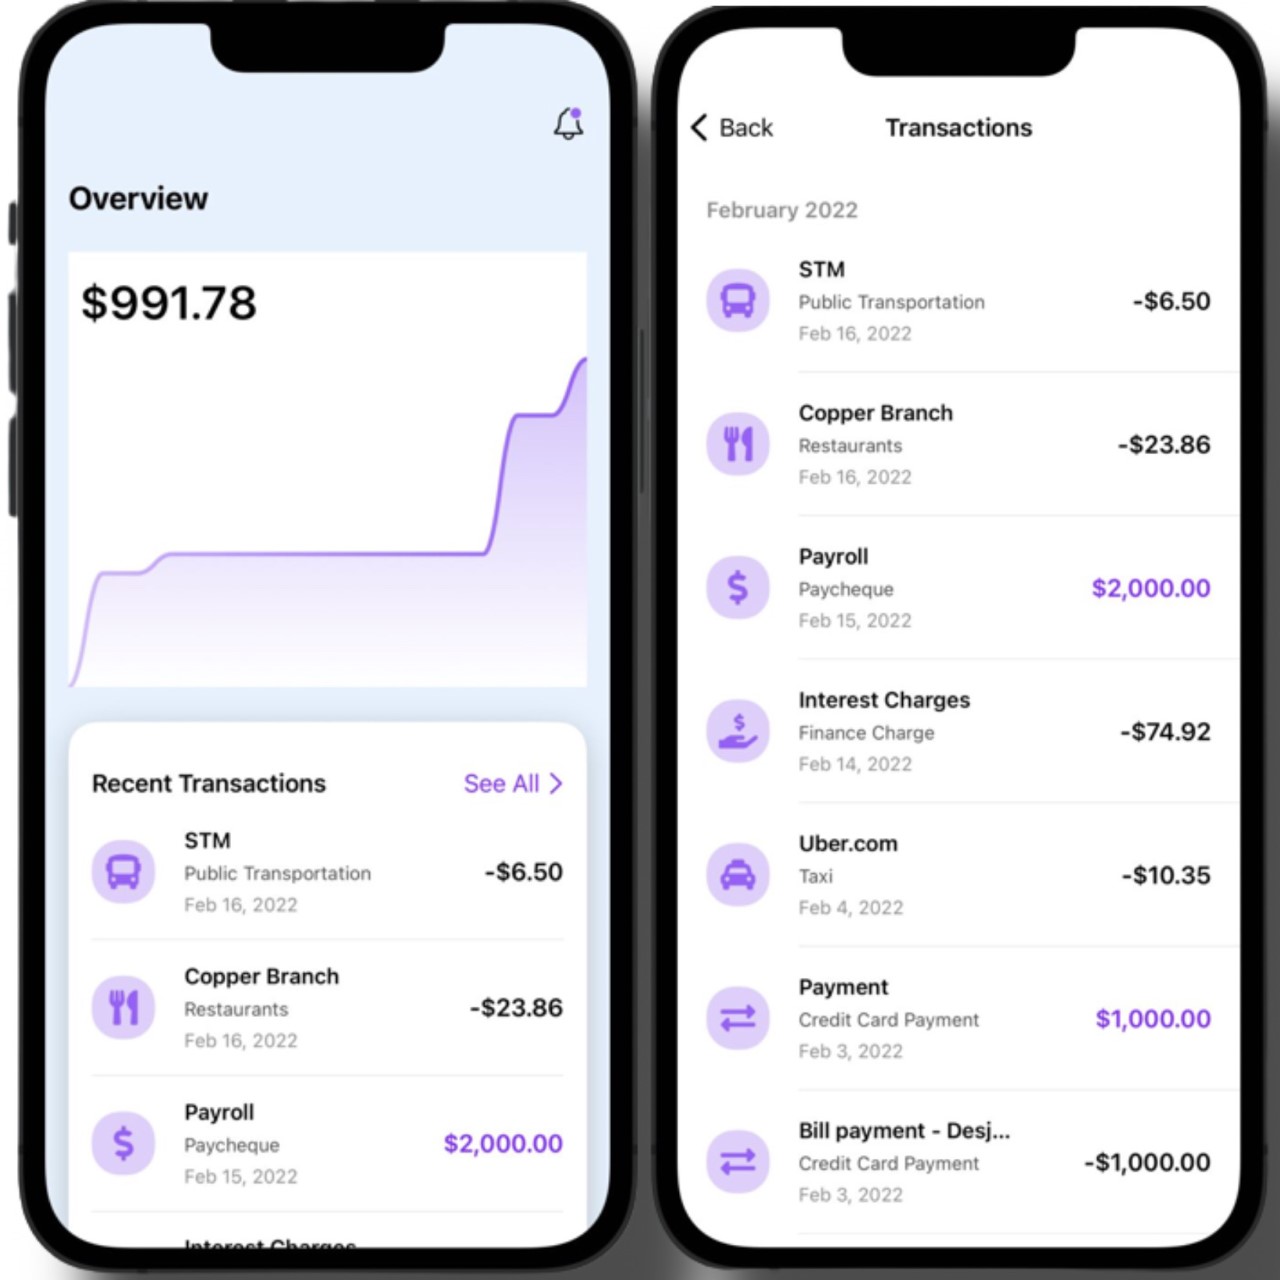 Overview
$991.78
Recent Transactions
See All
STM
Public Transportation
Feb 16, 2022
-$6.50
Copper Branch
Restaurants
Feb 16, 2022
-$23.86
Payroll
Paycheque
Feb 15, 2022
$2,000.00
Interest Charges
Back
Transactions
February 2022
STM
Public Transportation
Feb 16, 2022
-$6.50
Copper Branch
Restaurants
Feb 16, 2022
-$23.86
Payroll
Paycheque
Feb 15, 2022
$2,000.00
Interest Charges
Finance Charge
Feb 14, 2022
-$74.92
Uber.com
Taxi
Feb 4, 2022
-$10.35
Payment
Credit Card Payment
Feb 3, 2022
$1,000.00
Bill payment - Desj...
Credit Card Payment
Feb 3, 2022
-$1,000.00